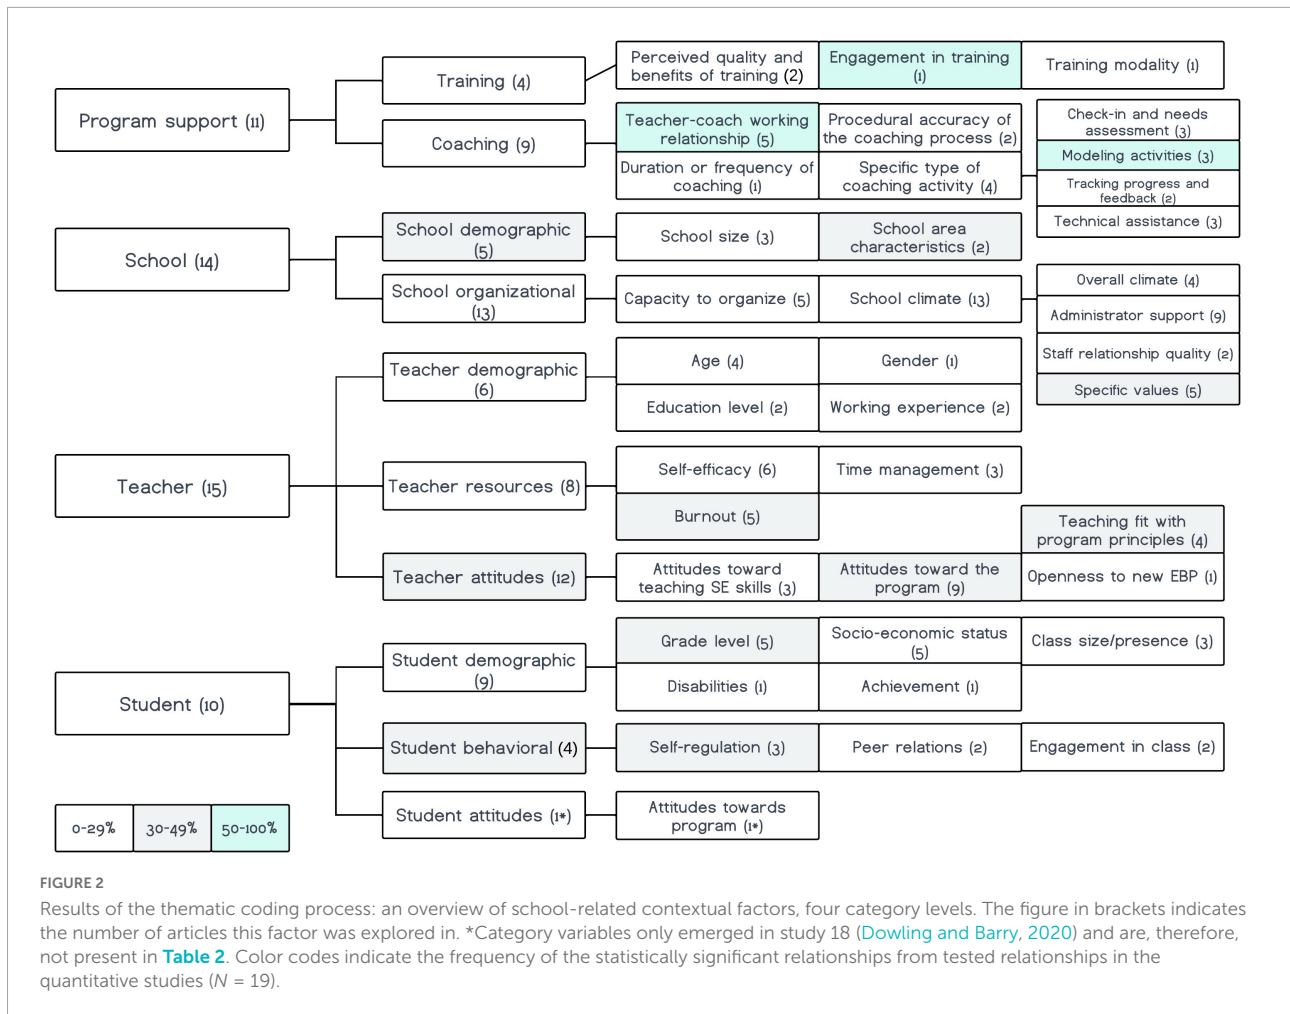 Program support (11)
Training (4)
Perceived quality and
benefits of training (2)
Engagement in training
(1)
Training modality (1)
Coaching (9)
Teacher-coach working
relationship (5)
Procedural accuracy of
the coaching process (2)
Duration or frequency of
coaching (1)
Specific type of
coaching activity (4)
Check-in and needs
assessment (3)
Modeling activities (3)
Tracking progress and
feedback (2)
Technical assistance (3)
School (14)
School demographic
(5)
School size (3)
School area
characteristics (2)
School organizational
(13)
Capacity to organize (5)
School climate (13)
Overall climate (4)
Administrator support (9)
Staff relationship quality (2)
Specific values (5)
Teacher (15)
Teacher demographic
(6)
Age (4)
Gender (1)
Education level (2)
Working experience (2)
Teacher resources (8)
Self-efficacy (6)
Time management (3)
Burnout (5)
Teacher attitudes (12)
Attitudes toward
teaching SE skills (3)
Attitudes toward the
program (9)
Teaching fit with
program principles (4)
Openness to new EBP (1)
Student (10)
Student demographic
(9)
Grade level (5)
Socio-economic status
(5)
Class size/presence (3)
Disabilities (1)
Achievement (1)
Student behavioral (4)
Self-regulation (3)
Peer relations (2)
Engagement in class (2)
Student attitudes (1*)
Attitudes towards
program (1*)
0-29%
30-49%
50-100%
FIGURE 2
Results of the thematic coding process: an overview of school-related contextual factors, four category levels. The figure in brackets indicates
the number of articles this factor was explored in. *Category variables only emerged in study 18 (Dowling and Barry, 2020) and are, therefore,
not present in Table 2. Color codes indicate the frequency of the statistically significant relationships from tested relationships in the
quantitative studies (N = 19).